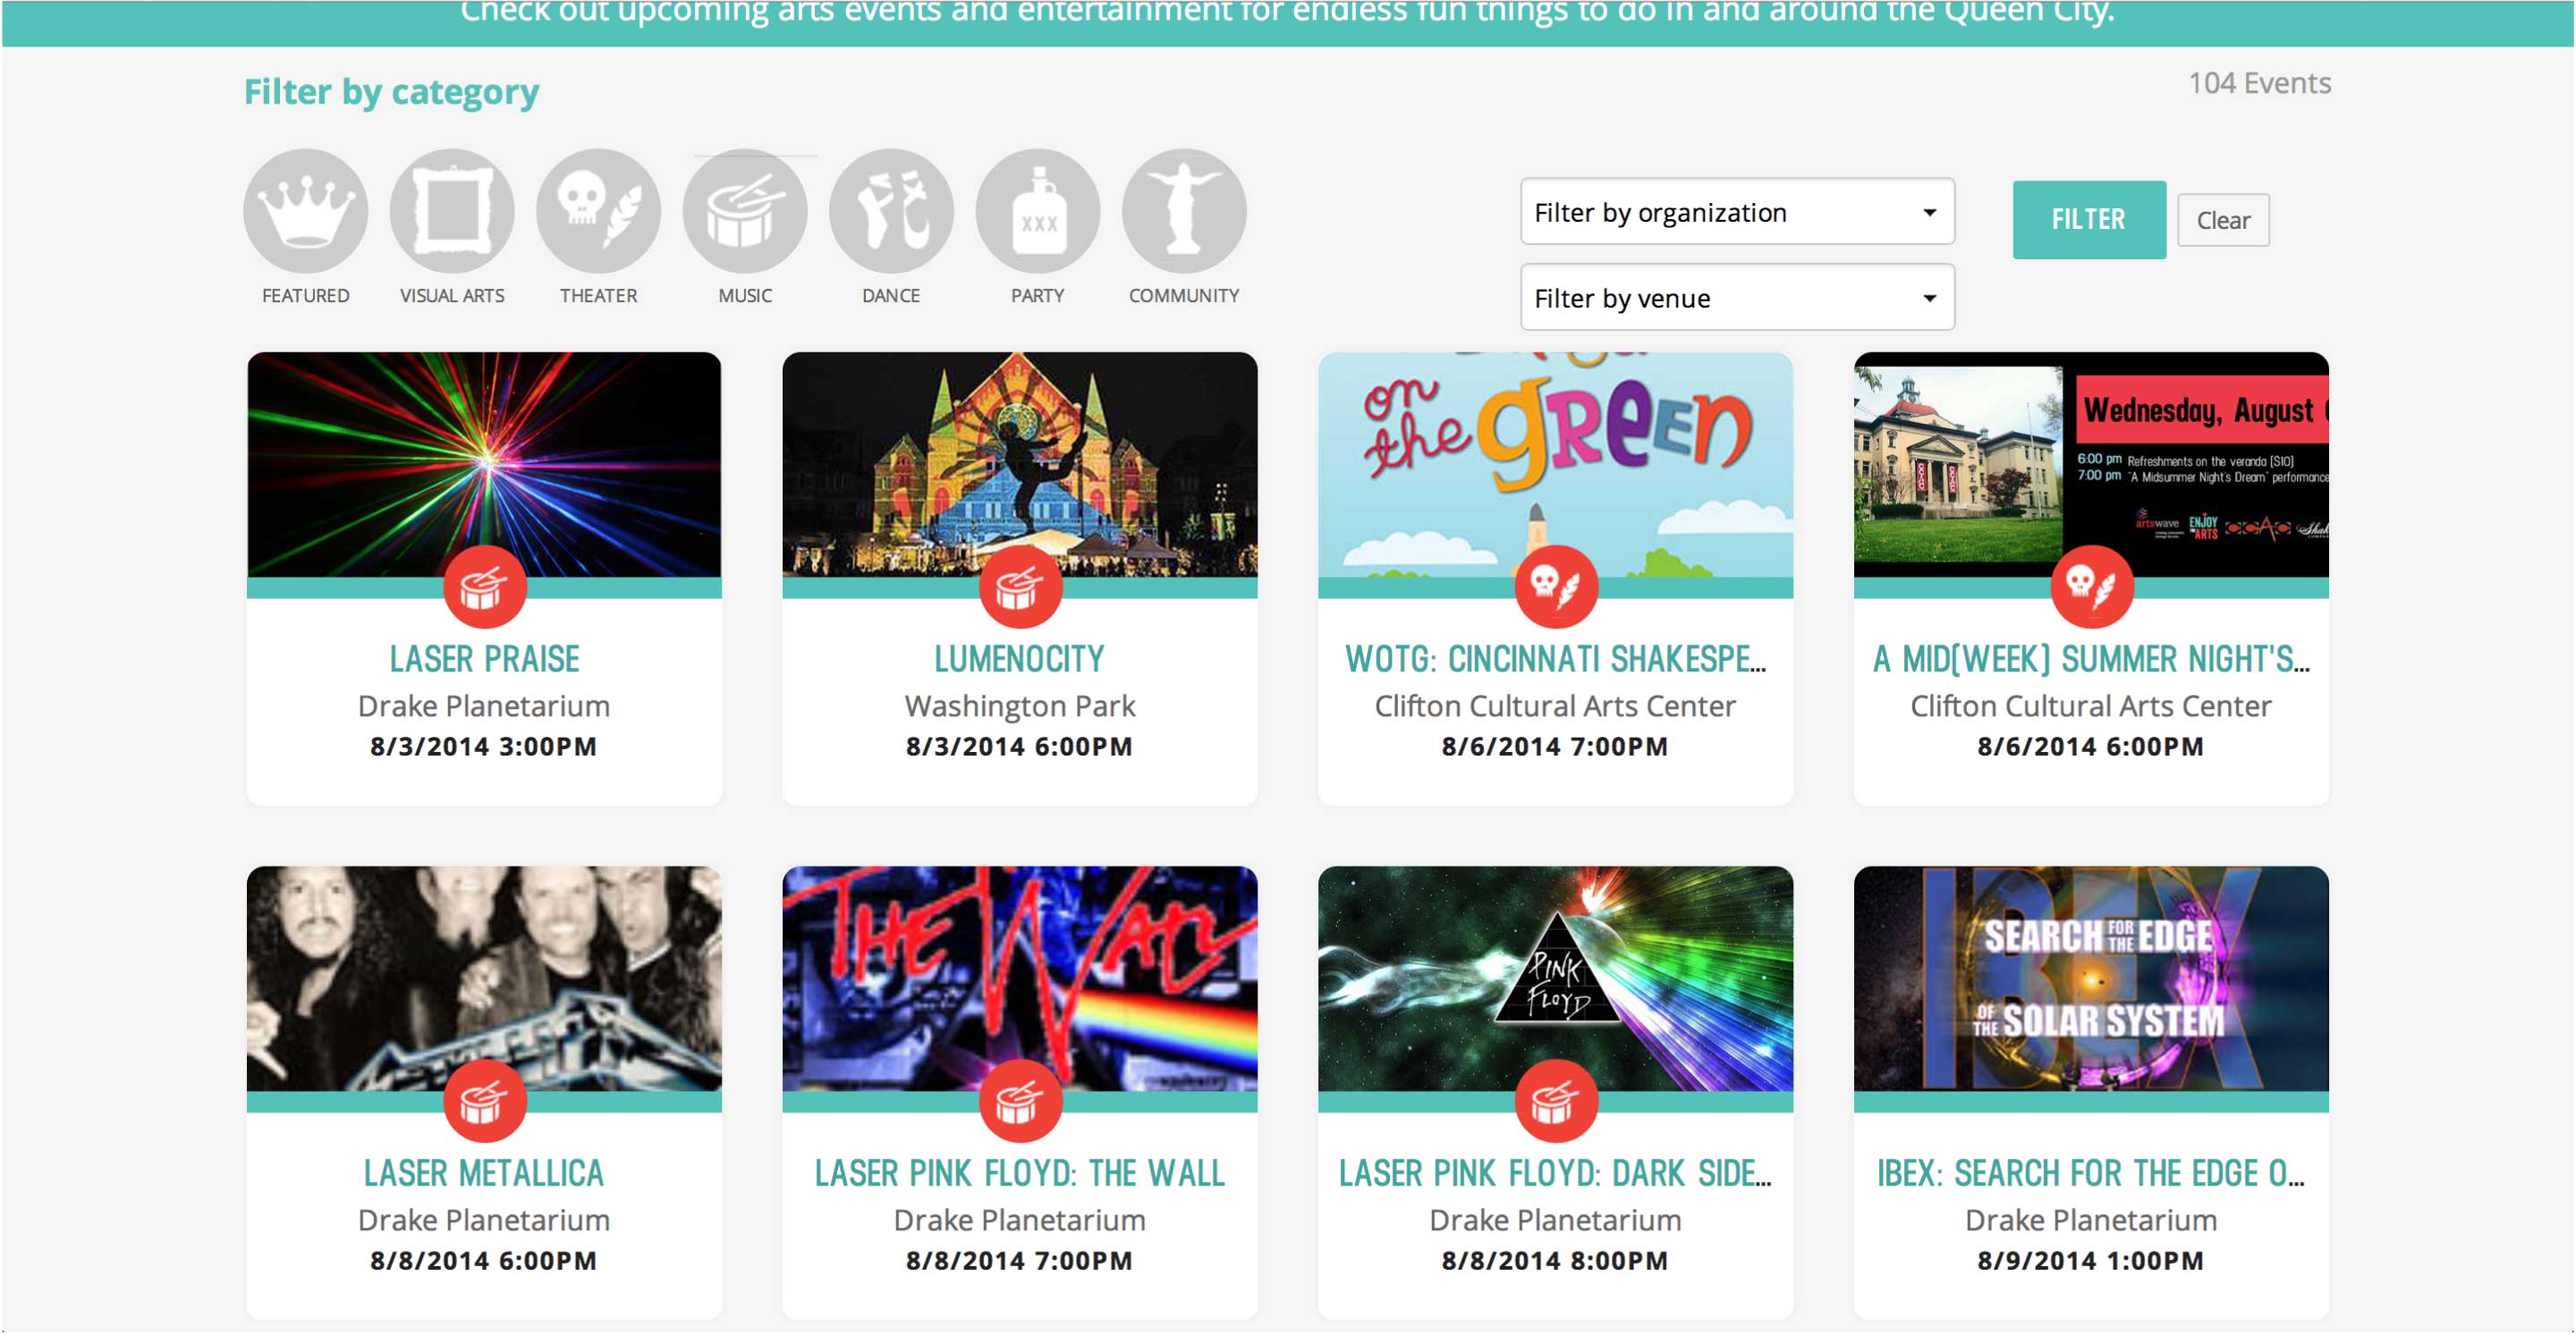 Check out upcoming arts events and entertainment for endless fun things to do in and around the Queen City.
Filter by category
104 Events
FEATURED
VISUAL ARTS
THEATER
MUSIC
XXX
DANCE
PARTY
COMMUNITY
Filter by organization
Filter by venue
FILTER
Clear
on
the green
Wednesday, August
6:00 pm Refreshments on the veranda ($10)
7:00 pm "A Midsummer Night's Dream" performance
artswave
ENJOY
THE ARTS
CCAC
LASER PRAISE
Drake Planetarium
8/3/2014 3:00PM
LUMENOCITY
Washington Park
8/3/2014 6:00PM
WOTG: CINCINNATI SHAKESPE...
Clifton Cultural Arts Center
8/6/2014 7:00PM
A MID(WEEK) SUMMER NIGHT'S...
Clifton Cultural Arts Center
8/6/2014 6:00PM
THE WALL
PINK
FLOYD
IBEX
SEARCH FOR THE EDGE
OF THE SOLAR SYSTEM
LASER METALLICA
Drake Planetarium
8/8/2014 6:00PM
LASER PINK FLOYD: THE WALL
Drake Planetarium
8/8/2014 7:00PM
LASER PINK FLOYD: DARK SIDE...
Drake Planetarium
8/8/2014 8:00PM
IBEX: SEARCH FOR THE EDGE O...
Drake Planetarium
8/9/2014 1:00PM